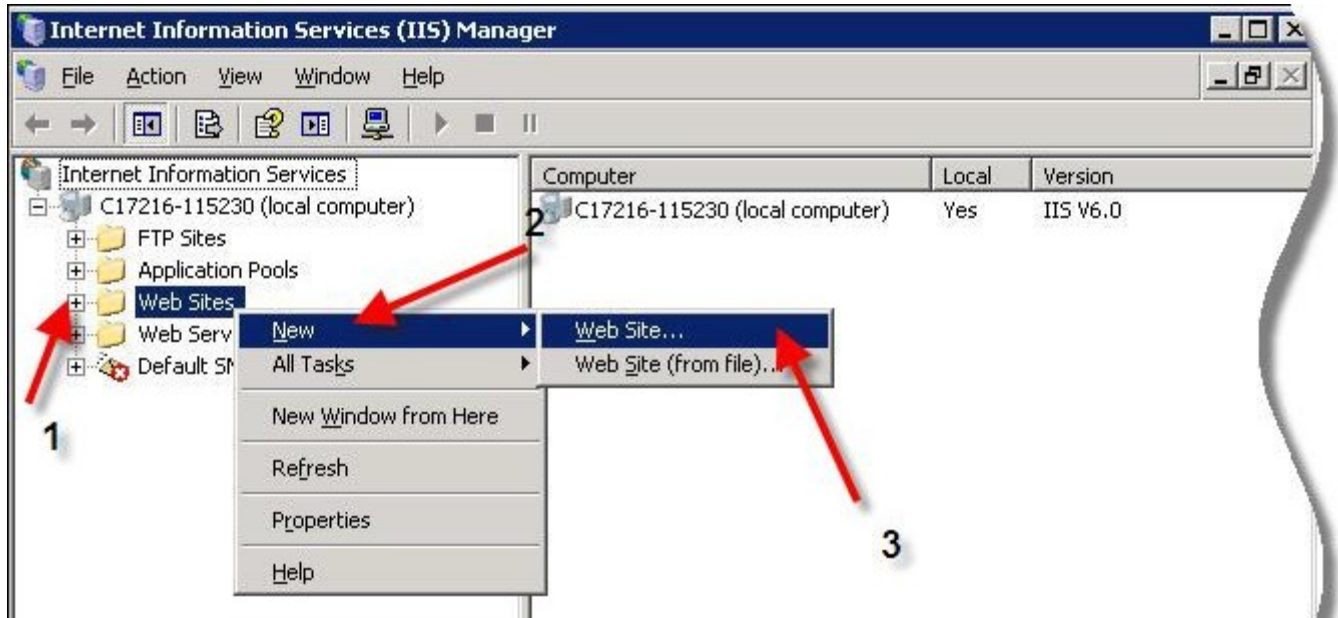 Internet Information Services (IIS) Manager
File Action View Window Help
Internet Information Services
C17216-115230 (local computer)
FTP Sites
Application Pools
Web Sites
Web Serv
Default SM
1
2
New
All Tasks
New Window from Here
Refresh
Properties
Help
Web Site...
Web Site (from file)...
3
Computer Local Version
C17216-115230 (local computer) Yes IIS V6.0